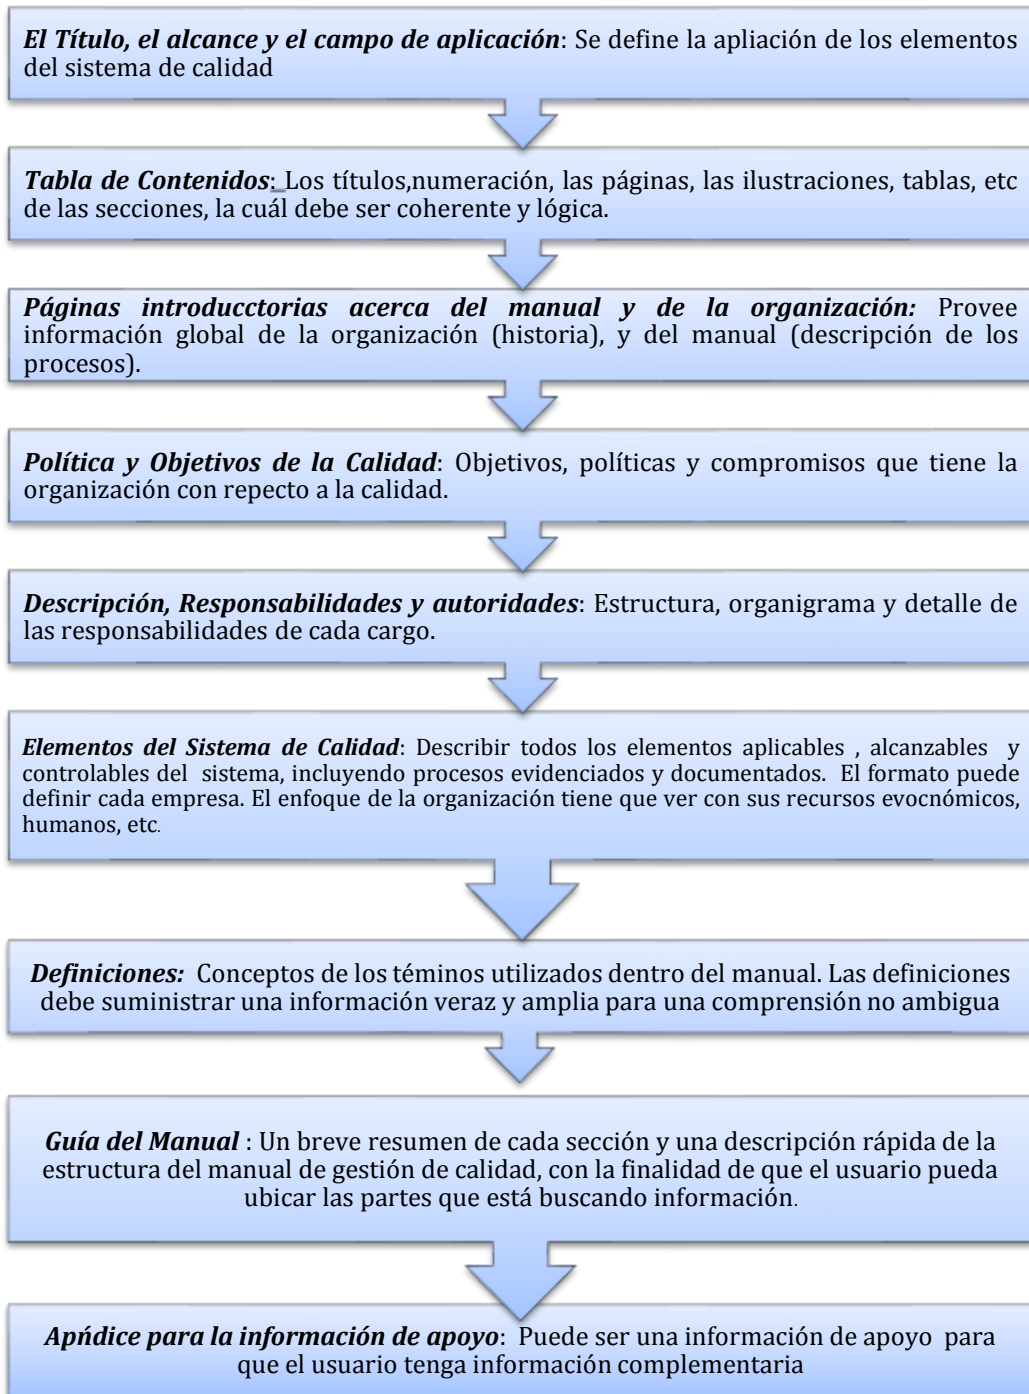 El Título, el alcance y el campo de aplicación: Se define la apliación de los elementos
del sistema de calidad
Tabla de Contenidos: Los títulos,numeración, las páginas, las ilustraciones, tablas, etc
de las secciones, la cuál debe ser coherente y lógica.
Páginas introducctorias acerca del manual y de la organización: Provee
información global de la organización (historia), y del manual (descripción de los
procesos).
Política y Objetivos de la Calidad: Objetivos, políticas y compromisos que tiene la
organización con repecto a la calidad.
Descripción, Responsabilidades y autoridades: Estructura, organigrama y detalle de
las responsabilidades de cada cargo.
Elementos del Sistema de Calidad: Describir todos los elementos aplicables , alcanzables y
controlables del sistema, incluyendo procesos evidenciados y documentados. El formato puede
definir cada empresa. El enfoque de la organización tiene que ver con sus recursos evocnómicos,
humanos, etc.
Definiciones: Conceptos de los téminos utilizados dentro del manual. Las definiciones
debe suministrar una información veraz y amplia para una comprensión no ambigua
Guía del Manual : Un breve resumen de cada sección y una descripción rápida de la
estructura del manual de gestión de calidad, con la finalidad de que el usuario pueda
ubicar las partes que está buscando información.
Apńdice para la información de apoyo: Puede ser una información de apoyo para
que el usuario tenga información complementaria